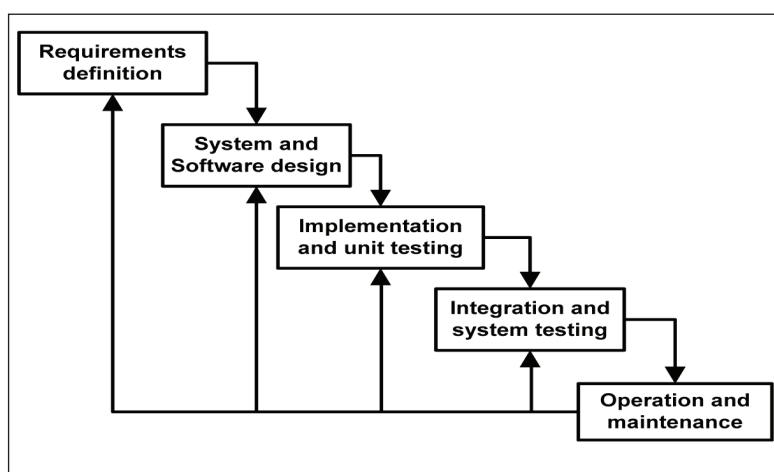 Requirements
definition
System and
Software design
Implementation
and unit testing
Integration and
system testing
Operation and
maintenance